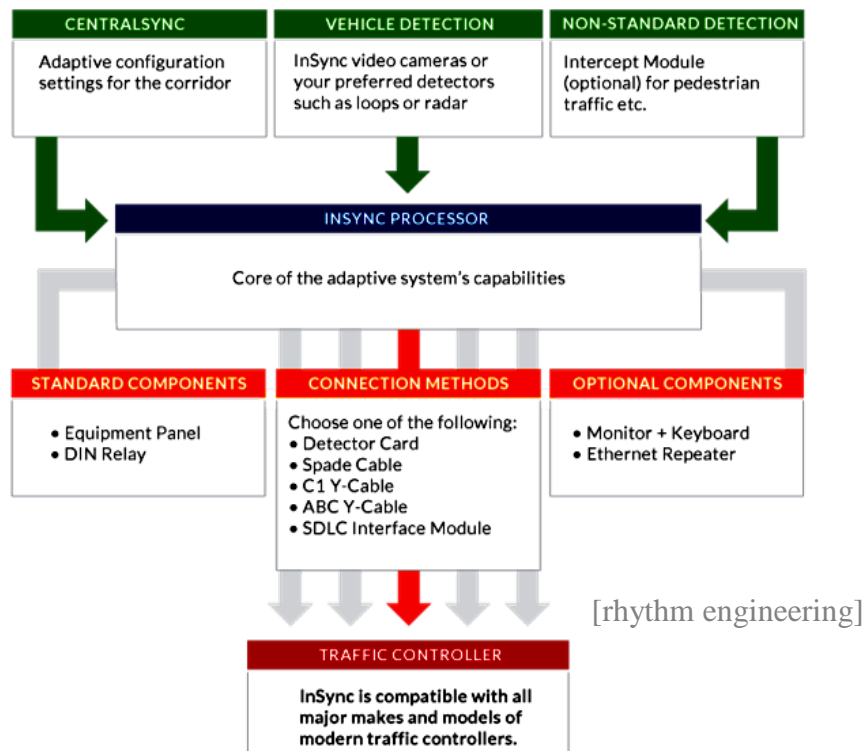 CENTRALSYNC
Adaptive configuration
settings for the corridor
VEHICLE DETECTION
InSync video cameras or
your preferred detectors
such as loops or radar
NON-STANDARD DETECTION
Intercept Module
(optional) for pedestrian
traffic etc.
INSYNC PROCESSOR
Core of the adaptive system's capabilities
STANDARD COMPONENTS
• Equipment Panel
• DIN Relay
CONNECTION METHODS
Choose one of the following:
• Detector Card
• Spade Cable
• C1 Y-Cable
• ABC Y-Cable
• SDLC Interface Module
OPTIONAL COMPONENTS
• Monitor + Keyboard
• Ethernet Repeater
[rhythm engineering]
TRAFFIC CONTROLLER
InSync is compatible with all
major makes and models of
modern traffic controllers.